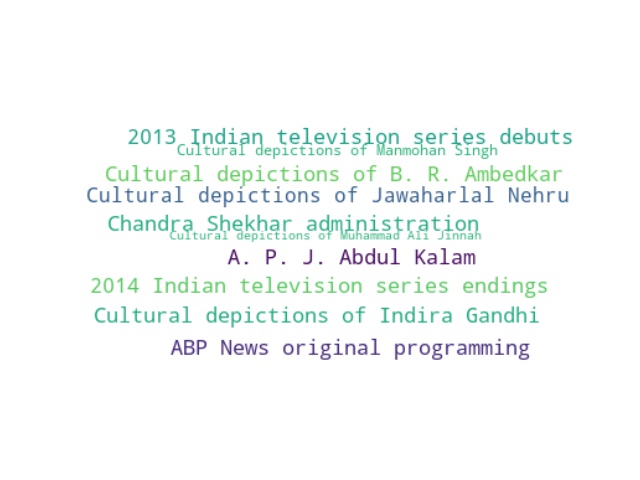 2013 Indian television series debuts
Cultural depictions of Manmohan Singh
Cultural depictions of B. R. Ambedkar
Cultural depictions of Jawaharlal Nehru
Chandra Shekhar administration
Cultural depictions of Muhammad Ali Jinnah
A. P. J. Abdul Kalam
2014 Indian television series endings
Cultural depictions of Indira Gandhi
ABP News original programming